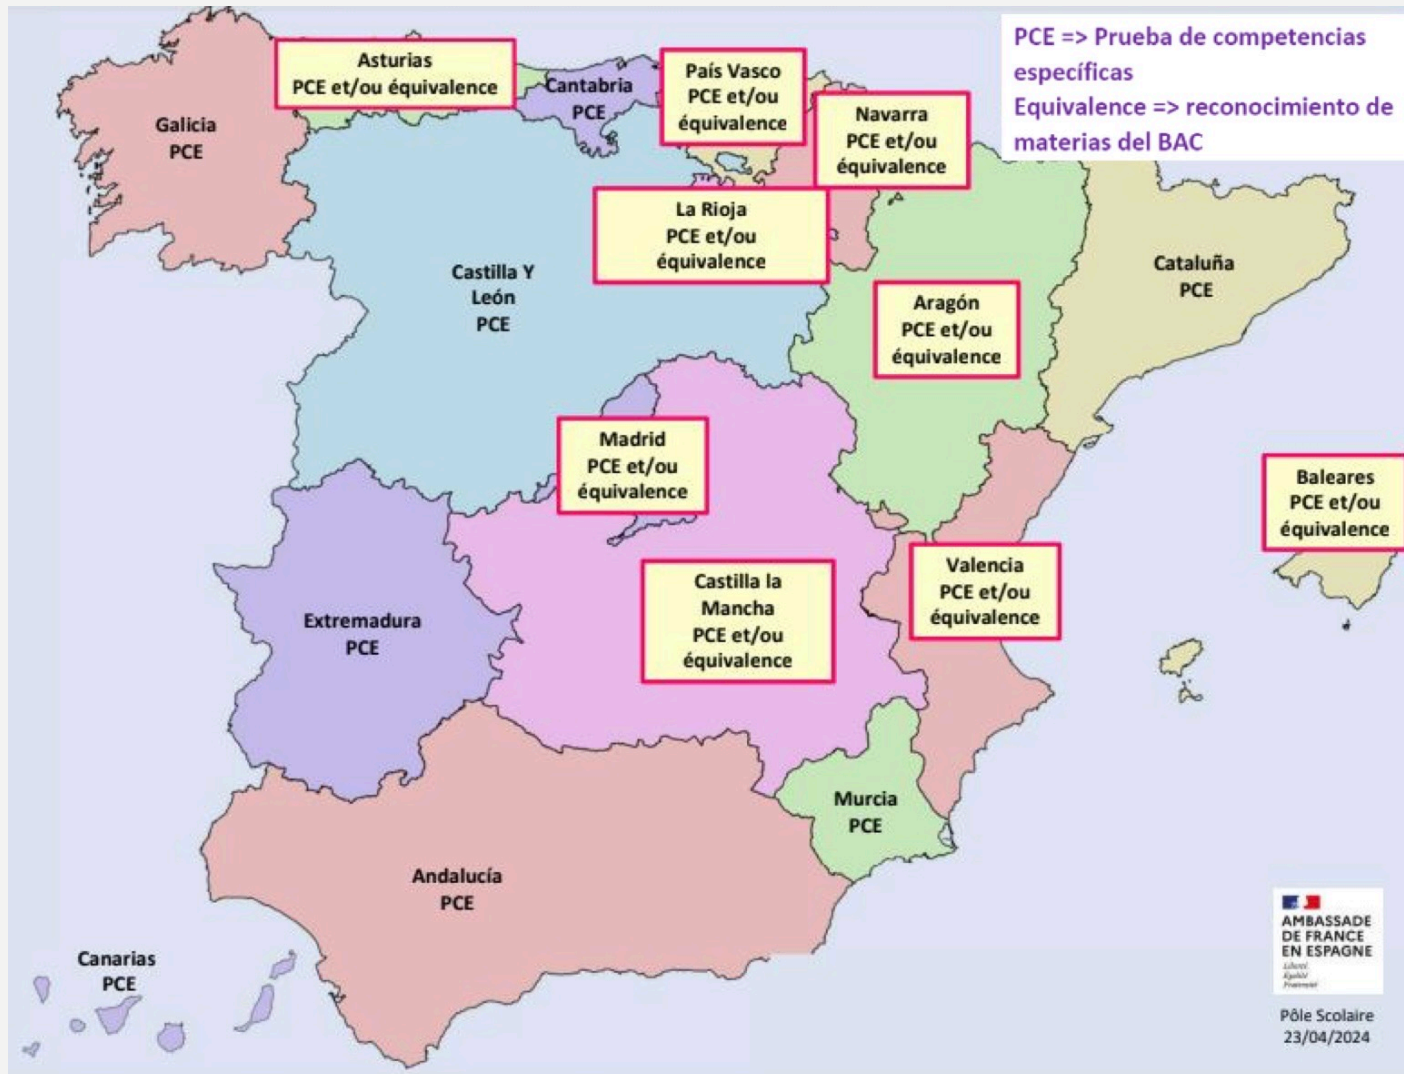 PCE => Prueba de competencias
específicas
Equivalence => reconocimiento de
materias del BAC
Asturias
PCE et/ou équivalence
Cantabria
PCE
País Vasco
PCE et/ou
équivalence
Navarra
PCE et/ou
équivalence
Galicia
PCE
La Rioja
PCE et/ou
équivalence
Castilla Y
León
PCE
Aragón
PCE et/ou
équivalence
Cataluña
PCE
Madrid
PCE et/ou
équivalence
Baleares
PCE et/ou
équivalence
Valencia
PCE et/ou
équivalence
Castilla la
Mancha
PCE et/ou
équivalence
Extremadura
PCE
Murcia
PCE
Andalucía
PCE
Canarias
PCE
AMBASSADE
DE FRANCE
EN ESPAGNE
Liberté
Égalité
Fraternité
Pôle Scolaire
23/04/2024